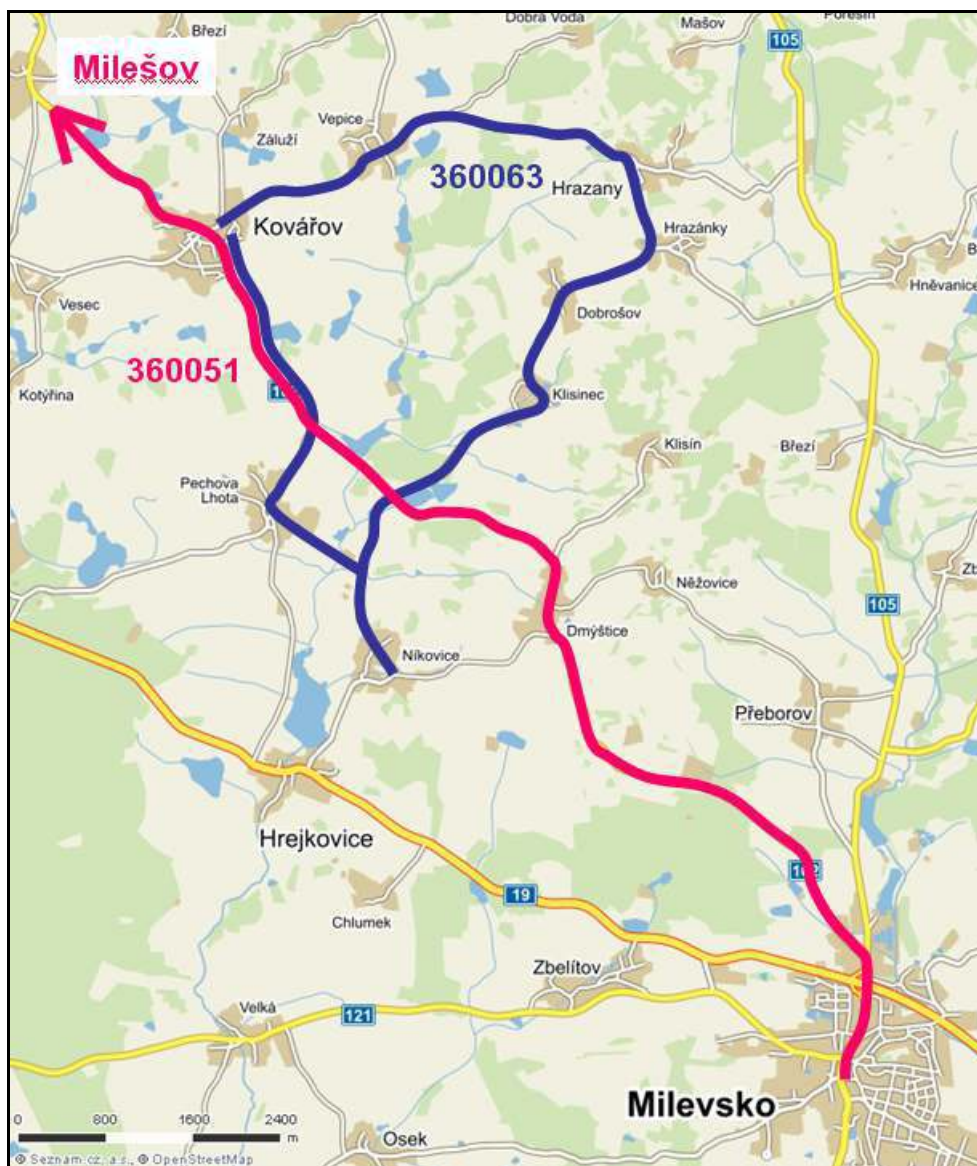 Dobrá Voda
Mašov
Březí
105
Milešov
Vepice
Záluží
360063
Hrazany
Kovářov
Hrazánky
Hněvanice
Vesec
Dobrošov
360051
Kotýřina
Klisinec
Klisín
Březí
Pechova
Lhota
Něžovice
105
Dmýštice
Níkovice
Přeborov
Hrejkovice
102
19
Chlumek
Zbelítov
Velká
121
Milevsko
0 800 1600 2400
m
Osek
© Seznam.cz, a.s., © OpenStreetMap